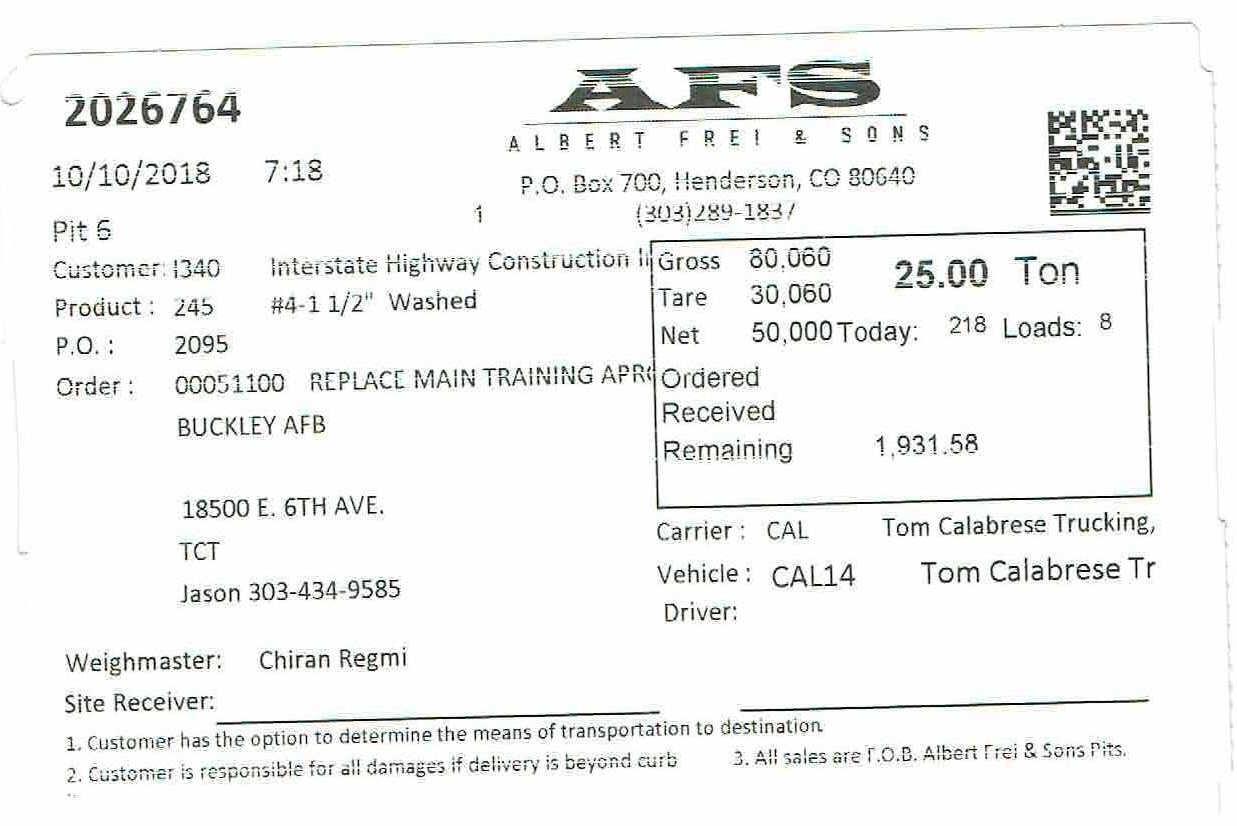 2026764
AFS
ALBERT FREI & SONS
10/10/2018 7:18
P.O. Box 700, Henderson, CO 80640
1 (303)289-1837
Pit 6
Customer: I340 Interstate Highway Construction
Product : 245 #4-1 1/2" Washed
P.O. : 2095
Order : 00051100 REPLACE MAIN TRAINING APRO
BUCKLEY AFB
18500 E. 6TH AVE.
TCT
Jason 303-434-9585
Gross 80,060 25.00 Ton
Tare 30,060
Net 50,000 Today: 218 Loads: 8
Ordered
Received
Remaining 1,931.58
Carrier : CAL Tom Calabrese Trucking,
Vehicle : CAL14 Tom Calabrese Tr
Driver:
Weighmaster: Chiran Regmi
Site Receiver:
1. Customer has the option to determine the means of transportation to destination.
2. Customer is responsible for all damages if delivery is beyond curb 3. All sales are F.O.B. Albert Frei & Sons Pits.